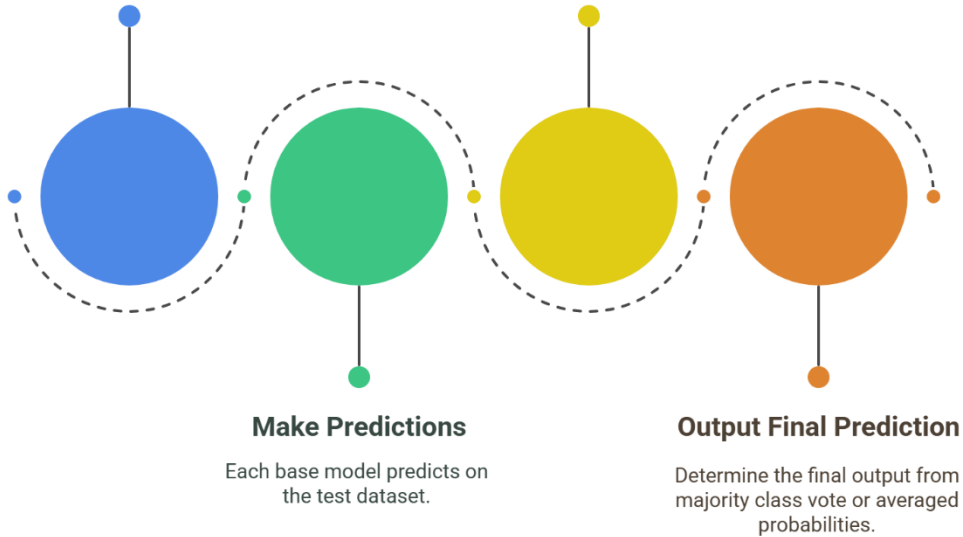 Make Predictions
Each base model predicts on
the test dataset.
Output Final Prediction
Determine the final output from
majority class vote or averaged
probabilities.